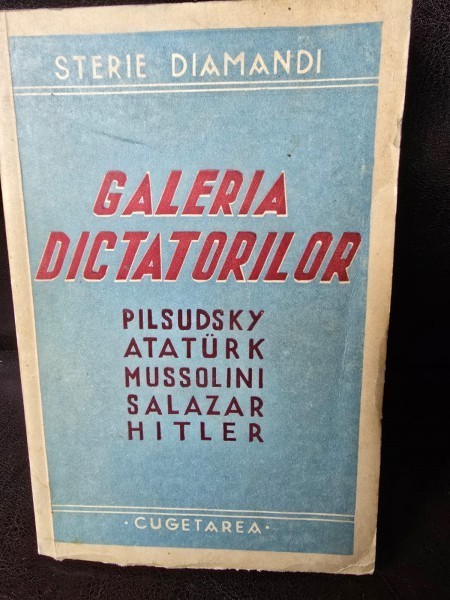 STERIE DIAMANDI
GALERIA
DICTATORILOR
PILSUDSKY
ATATÜRK
MUSSOLINI
SALAZAR
HITLER
· CUGETAREA ·